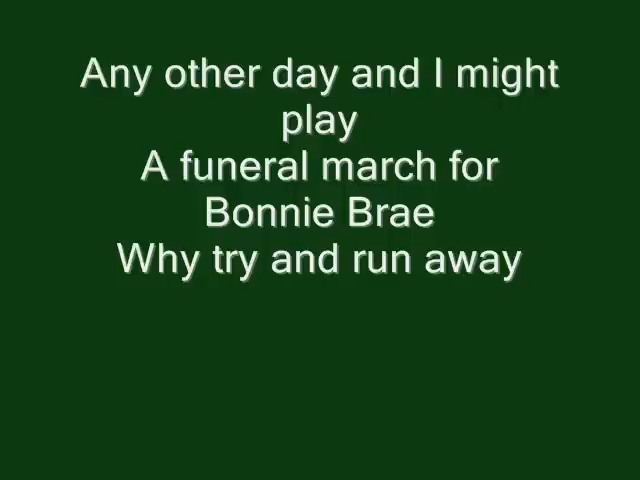 Any other day and I might
play
A funeral march for
Bonnie Brae
Why try and run away